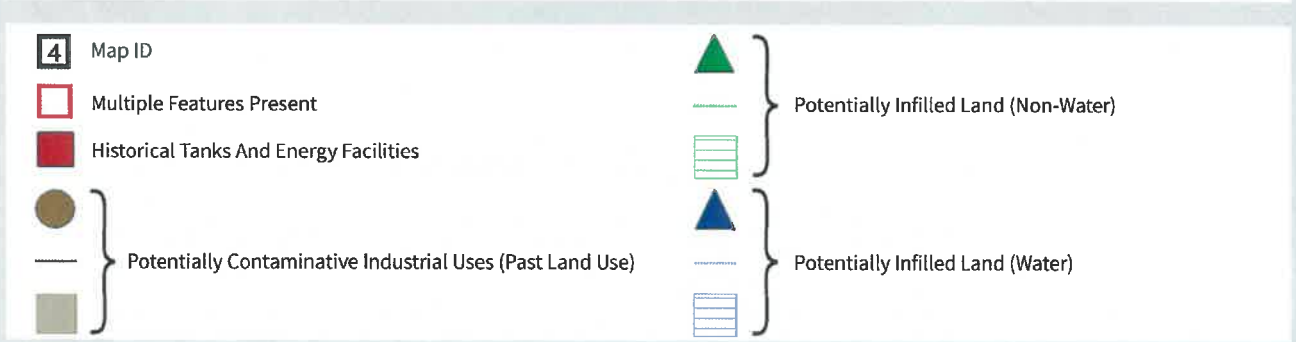 4 Map ID
Multiple Features Present
Historical Tanks And Energy Facilities
Potentially Contaminative Industrial Uses (Past Land Use)
Potentially Infilled Land (Non-Water)
Potentially Infilled Land (Water)